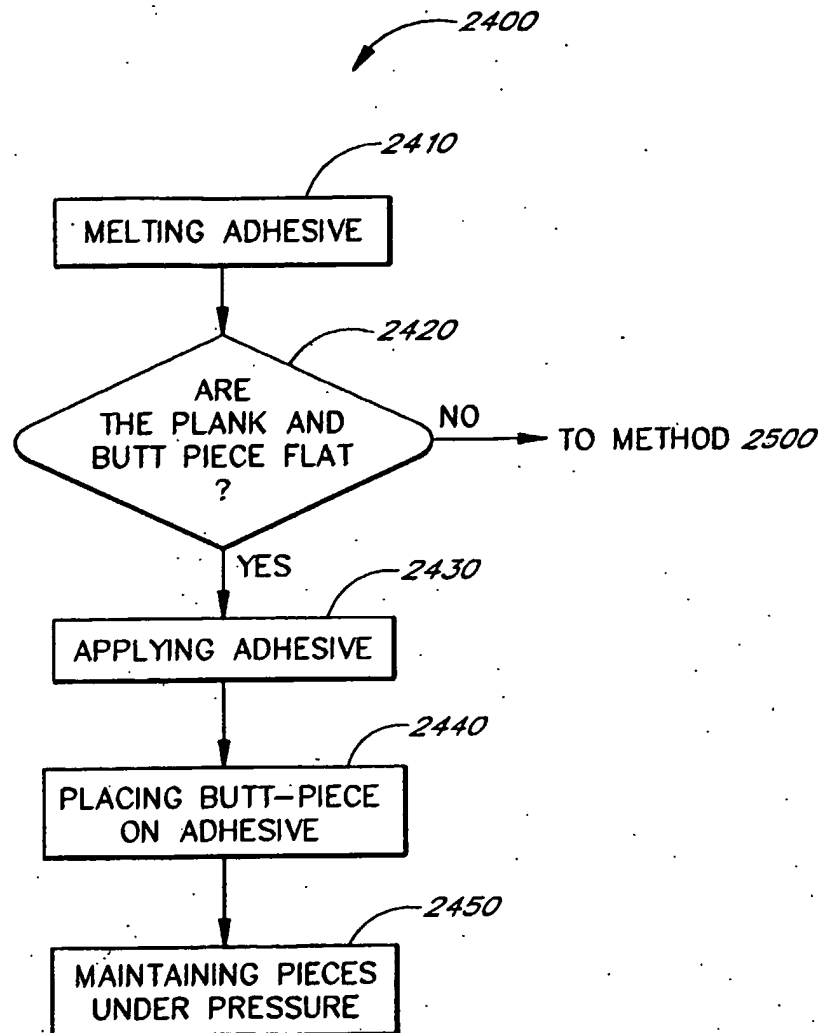 2400
2410
MELTING ADHESIVE
2420
ARE
THE PLANK AND
BUTT PIECE FLAT
?
NO
TO METHOD 2500
YES
2430
APPLYING ADHESIVE
2440
PLACING BUTT-PIECE
ON ADHESIVE
2450
MAINTAINING PIECES
UNDER PRESSURE